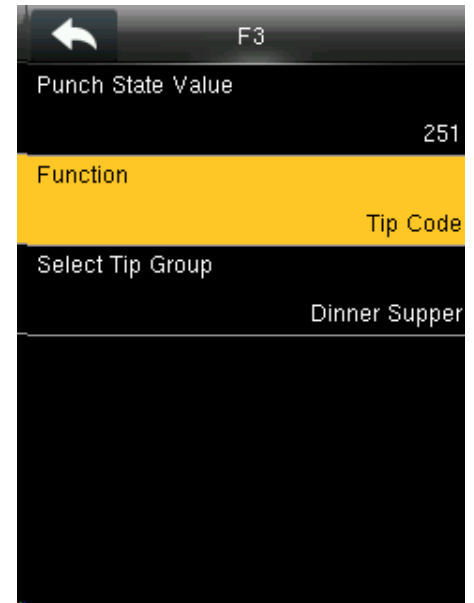 F3
Punch State Value
251
Function
Tip Code
Select Tip Group
Dinner Supper